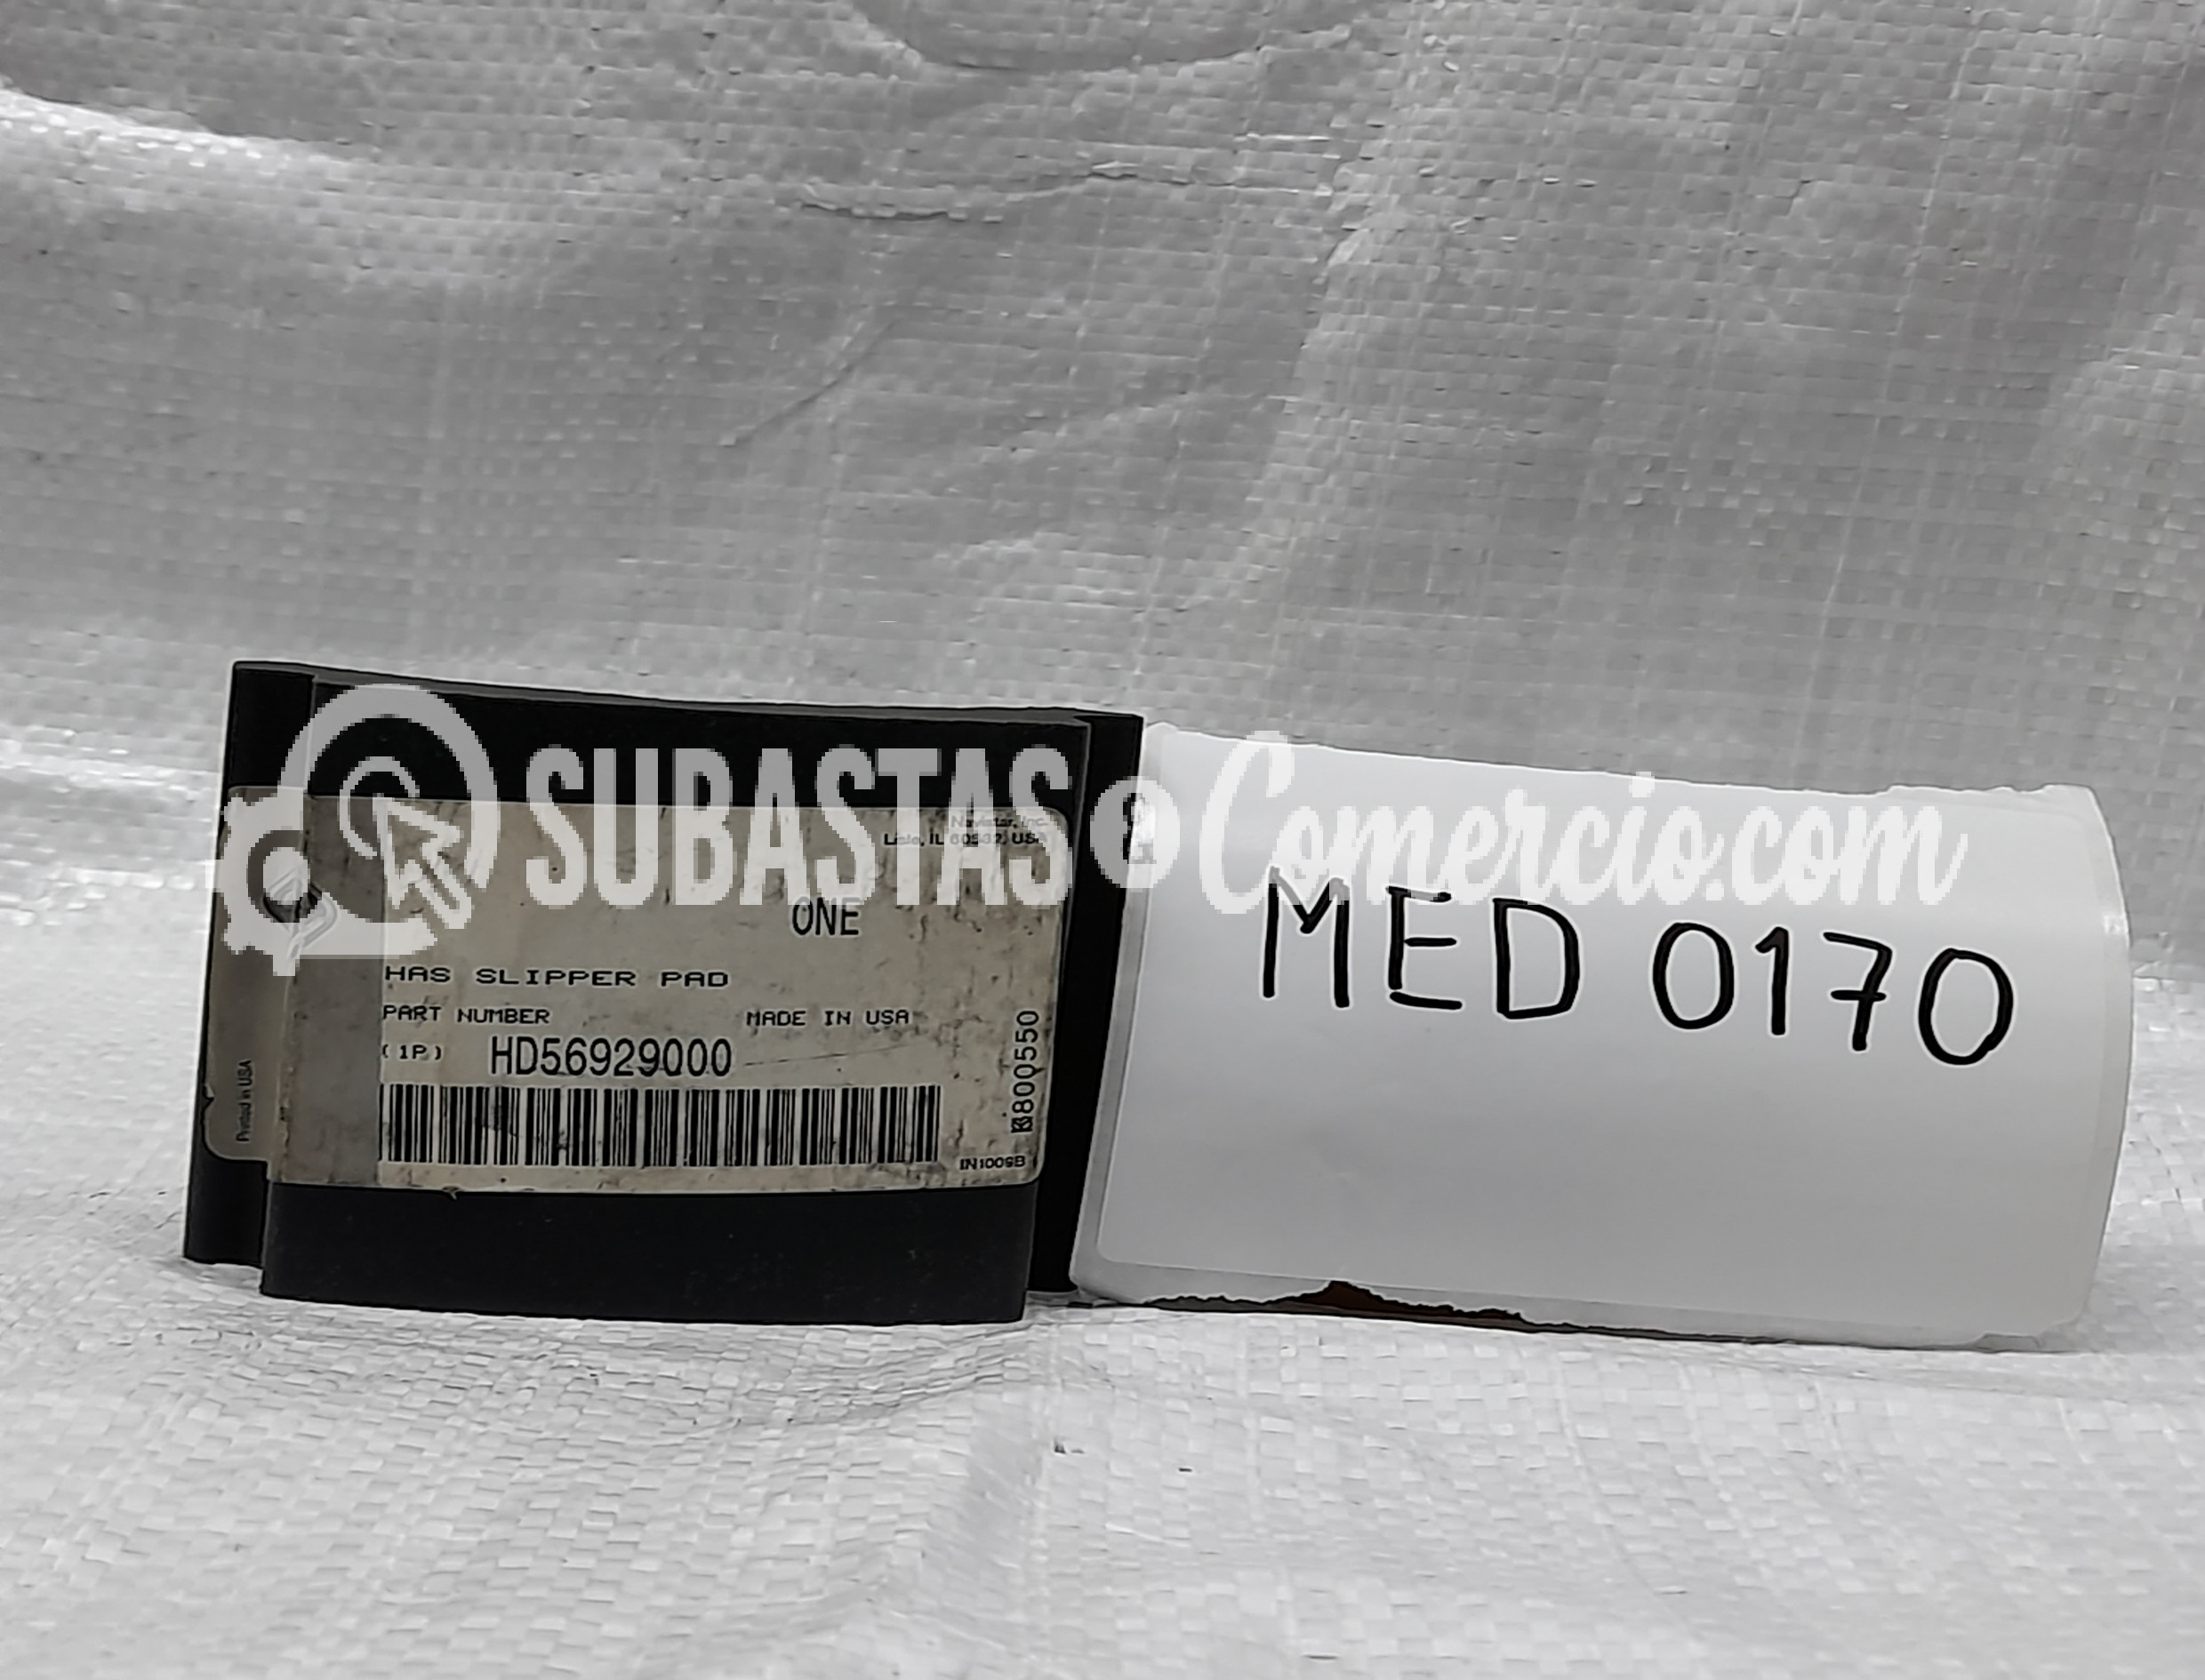 SUBASTAS & Comercio.com
Navistar, Inc.
Lisle, IL 60532, USA
ONE
HAS SLIPPER PAD
PART NUMBER
MADE IN USA
(1P) HD56929000
K800550
IN1009B
Printed in USA
MED 0170